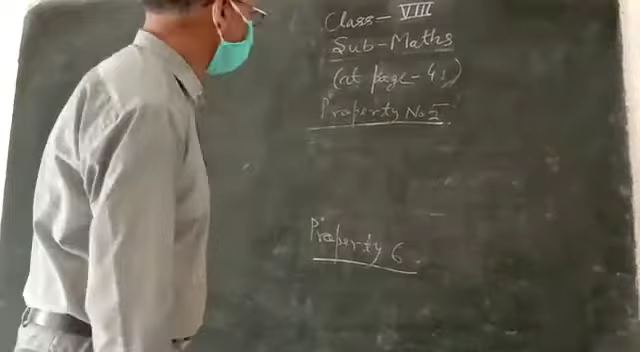 Class- VIII
Sub-Maths
(at page-41)
Property No 5
Property 6.